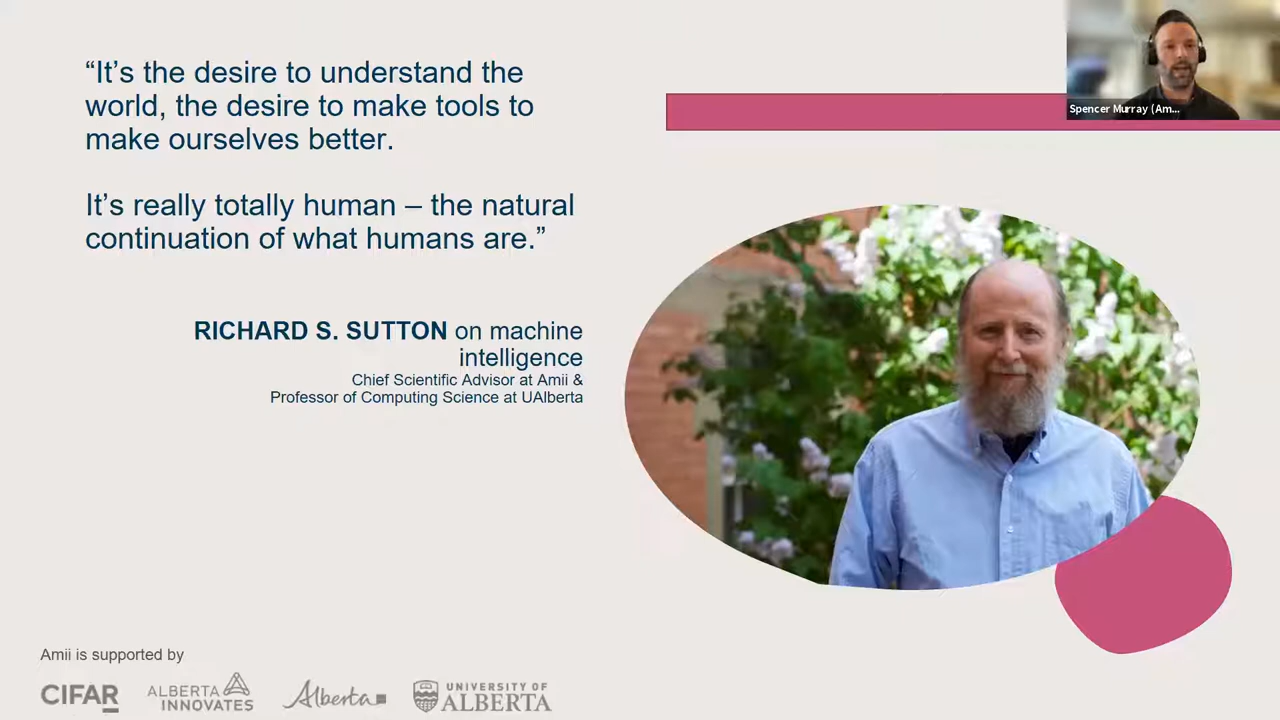 “It’s the desire to understand the
world, the desire to make tools to
make ourselves better.
It’s really totally human – the natural
continuation of what humans are.”
RICHARD S. SUTTON on machine
intelligence
Chief Scientific Advisor at Amii &
Professor of Computing Science at UAlberta
Spencer Murray (Am...
Amii is supported by
CIFAR
ALBERTA
INNOVATES
Alberta
UNIVERSITY OF
ALBERTA